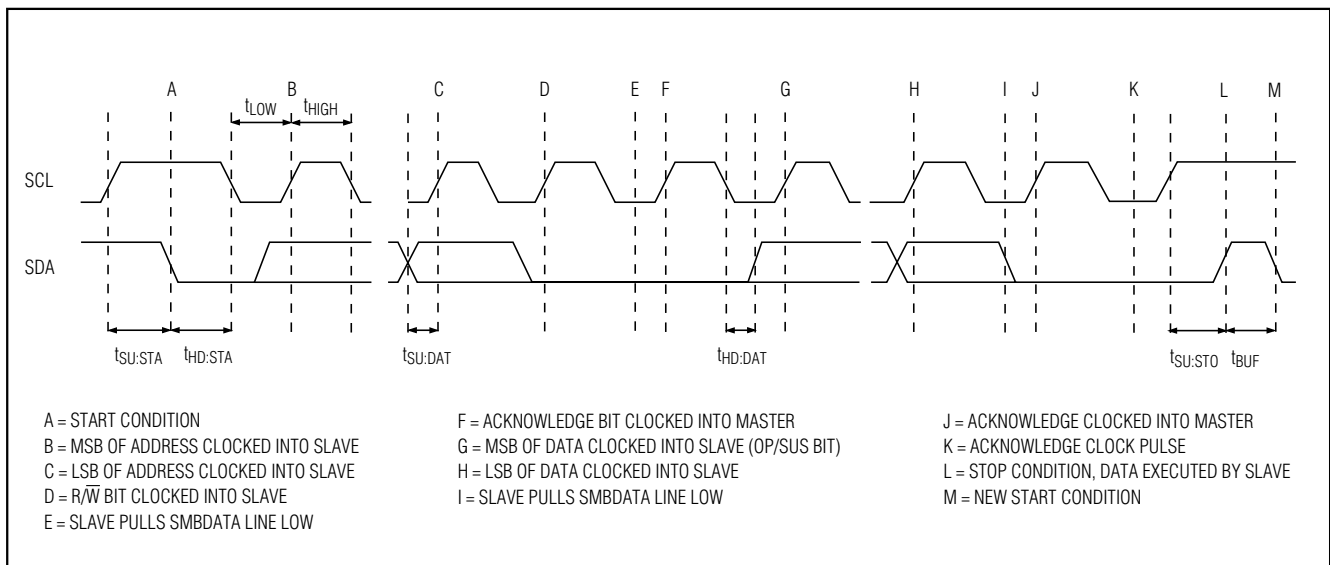 A B C D E F G H I J K L M
tLOW tHIGH
SCL
SDA
tSU:STA tHD:STA tSU:DAT tHD:DAT tSU:STO tBUF
A = START CONDITION
B = MSB OF ADDRESS CLOCKED INTO SLAVE
C = LSB OF ADDRESS CLOCKED INTO SLAVE
D = R/W̅ BIT CLOCKED INTO SLAVE
E = SLAVE PULLS SMBDATA LINE LOW
F = ACKNOWLEDGE BIT CLOCKED INTO MASTER
G = MSB OF DATA CLOCKED INTO SLAVE (OP/SUS BIT)
H = LSB OF DATA CLOCKED INTO SLAVE
I = SLAVE PULLS SMBDATA LINE LOW
J = ACKNOWLEDGE CLOCKED INTO MASTER
K = ACKNOWLEDGE CLOCK PULSE
L = STOP CONDITION, DATA EXECUTED BY SLAVE
M = NEW START CONDITION